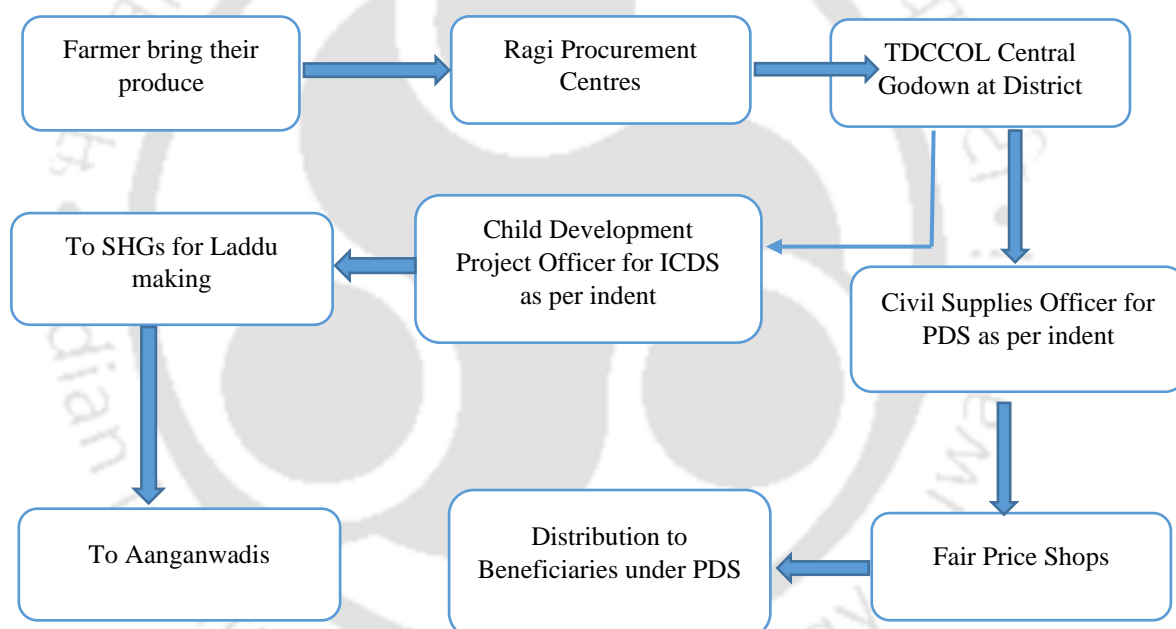 Farmer bring their
produce
Ragi Procurement
Centres
TDCCOL Central
Godown at District
To SHGs for Laddu
making
Child Development
Project Officer for ICDS
as per indent
Civil Supplies Officer for
PDS as per indent
To Aanganwadis
Distribution to
Beneficiaries under PDS
Fair Price Shops